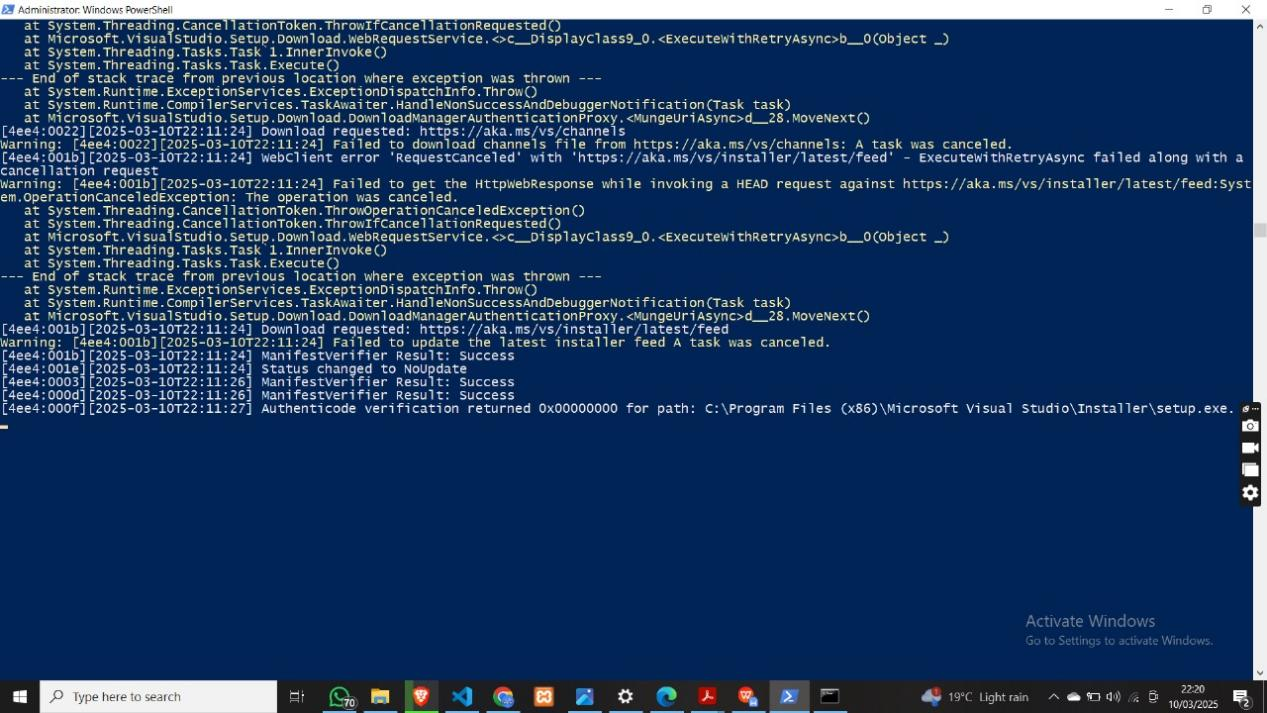 Administrator: Windows PowerShell
at System.Threading.CancellationToken.ThrowIfCancellationRequested()
at Microsoft.VisualStudio.Setup.Download.WebRequestService.<>c__DisplayClass9_0.<ExecuteWithRetryAsync>b__0(Object _)
at System.Threading.Tasks.Task`1.InnerInvoke()
at System.Threading.Tasks.Task.Execute()
--- End of stack trace from previous location where exception was thrown ---
at System.Runtime.ExceptionServices.ExceptionDispatchInfo.Throw()
at System.Runtime.CompilerServices.TaskAwaiter.HandleNonSuccessAndDebuggerNotification(Task task)
at Microsoft.VisualStudio.Setup.Download.DownloadManagerAuthenticationProxy.<MungeUriAsync>d__28.MoveNext()
[4ee4:0022][2025-03-10T22:11:24] Download requested: https://aka.ms/vs/channels
Warning: [4ee4:0022][2025-03-10T22:11:24] Failed to download channels file from https://aka.ms/vs/channels: A task was canceled.
[4ee4:001b][2025-03-10T22:11:24] WebClient error 'RequestCanceled' with 'https://aka.ms/vs/installer/latest/feed' - ExecuteWithRetryAsync failed along with a
cancellation request
Warning: [4ee4:001b][2025-03-10T22:11:24] Failed to get the HttpWebResponse while invoking a HEAD request against https://aka.ms/vs/installer/latest/feed:Syst
em.OperationCanceledException: The operation was canceled.
at System.Threading.CancellationToken.ThrowOperationCanceledException()
at System.Threading.CancellationToken.ThrowIfCancellationRequested()
at Microsoft.VisualStudio.Setup.Download.WebRequestService.<>c__DisplayClass9_0.<ExecuteWithRetryAsync>b__0(Object _)
at System.Threading.Tasks.Task`1.InnerInvoke()
at System.Threading.Tasks.Task.Execute()
--- End of stack trace from previous location where exception was thrown ---
at System.Runtime.ExceptionServices.ExceptionDispatchInfo.Throw()
at System.Runtime.CompilerServices.TaskAwaiter.HandleNonSuccessAndDebuggerNotification(Task task)
at Microsoft.VisualStudio.Setup.Download.DownloadManagerAuthenticationProxy.<MungeUriAsync>d__28.MoveNext()
[4ee4:001b][2025-03-10T22:11:24] Download requested: https://aka.ms/vs/installer/latest/feed
Warning: [4ee4:001b][2025-03-10T22:11:24] Failed to update the latest installer feed A task was canceled.
[4ee4:001b][2025-03-10T22:11:24] ManifestVerifier Result: Success
[4ee4:001e][2025-03-10T22:11:24] Status changed to NoUpdate
[4ee4:0003][2025-03-10T22:11:26] ManifestVerifier Result: Success
[4ee4:000d][2025-03-10T22:11:26] ManifestVerifier Result: Success
[4ee4:000f][2025-03-10T22:11:27] Authenticode verification returned 0x00000000 for path: C:\Program Files (x86)\Microsoft Visual Studio\Installer\setup.exe.
Activate Windows
Go to Settings to activate Windows.
Type here to search
70
19°C Light rain
22:20
10/03/2025
2